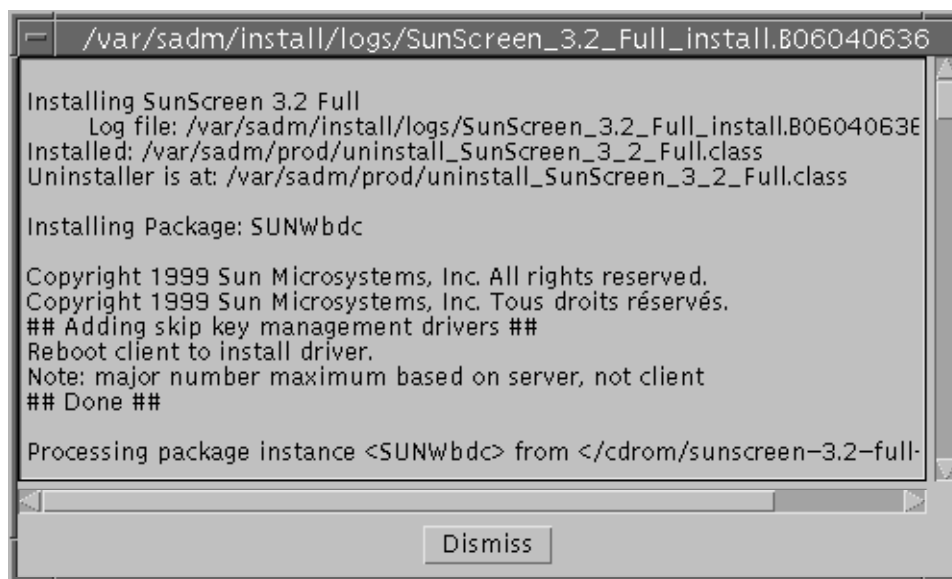 /var/sadm/install/logs/SunScreen_3.2_Full_install.B06040636
Installing SunScreen 3.2 Full
Log file: /var/sadm/install/logs/SunScreen_3.2_Full_install.B0604063
Installed: /var/sadm/prod/uninstall_SunScreen_3_2_Full.class
Uninstaller is at: /var/sadm/prod/uninstall_SunScreen_3_2_Full.class
Installing Package: SUNWbdc
Copyright 1999 Sun Microsystems, Inc. All rights reserved.
Copyright 1999 Sun Microsystems, Inc. Tous droits réservés.
## Adding skip key management drivers ##
Reboot client to install driver.
Note: major number maximum based on server, not client
## Done ##
Processing package instance <SUNWbdc> from </cdrom/sunscreen-3.2-full-
Dismiss